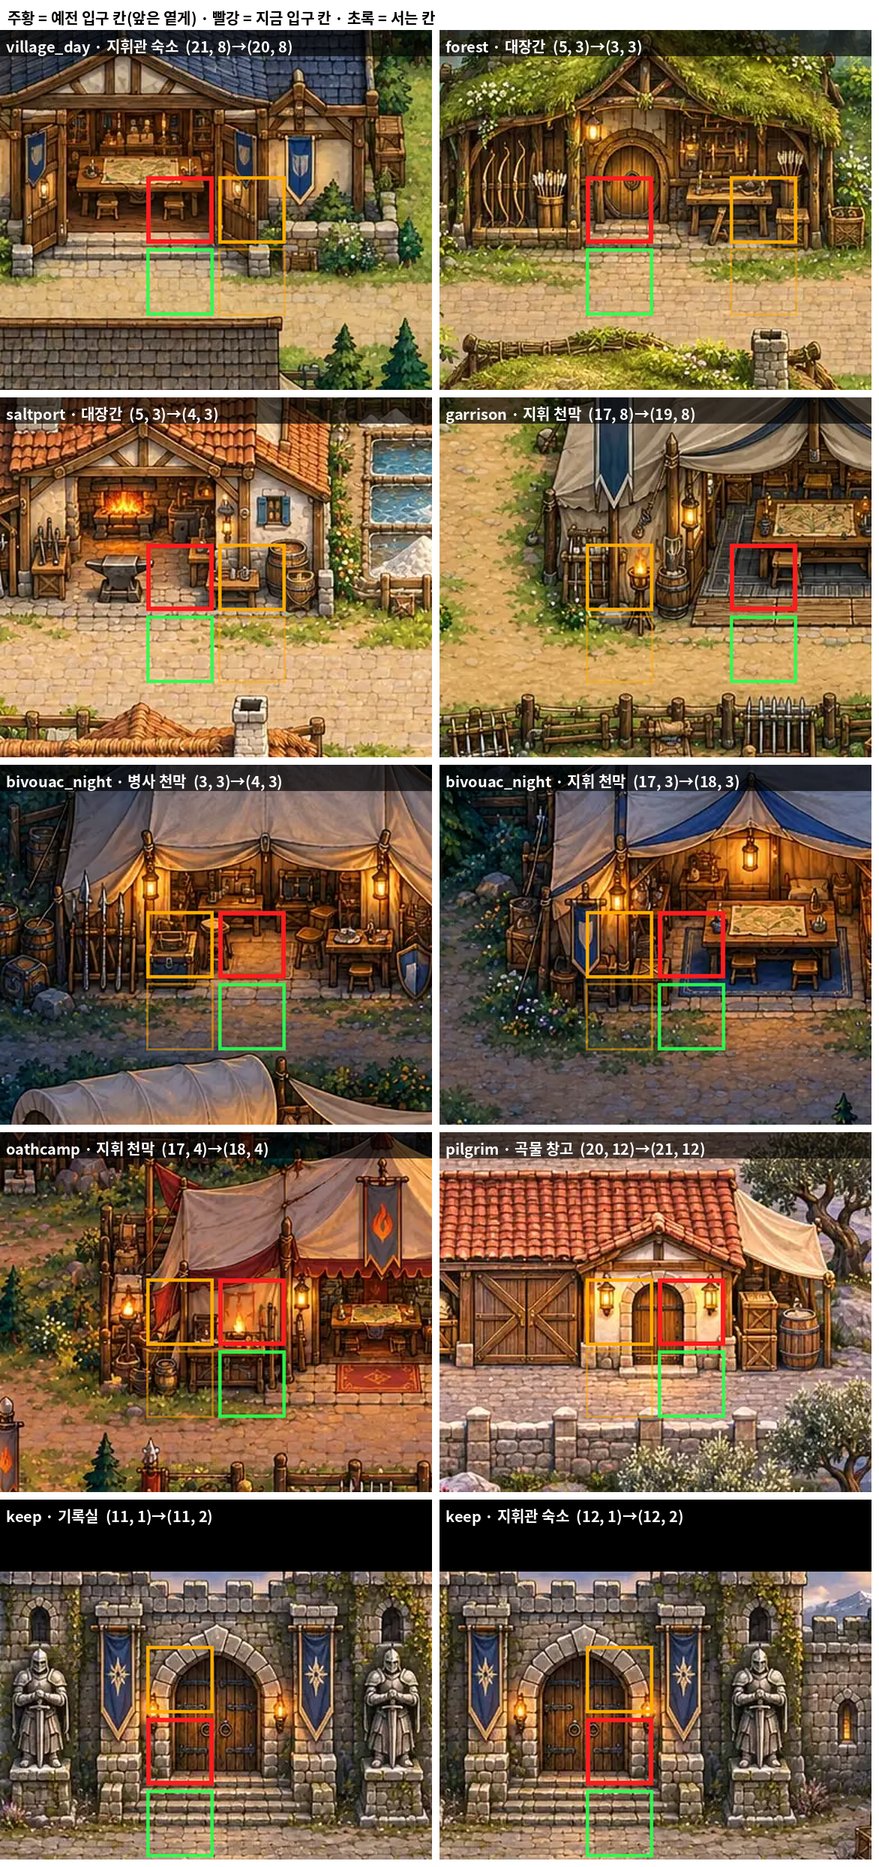 주황 = 예전 입구 칸(앞은 옅게) · 빨강 = 지금 입구 칸 · 초록 = 서는 칸
village_day · 지휘관 숙소 (21, 8)→(20, 8)
forest · 대장간 (5, 3)→(3, 3)
saltport · 대장간 (5, 3)→(4, 3)
garrison · 지휘 천막 (17, 8)→(19, 8)
bivouac_night · 병사 천막 (3, 3)→(4, 3)
bivouac_night · 지휘 천막 (17, 3)→(18, 3)
oathcamp · 지휘 천막 (17, 4)→(18, 4)
pilgrim · 곡물 창고 (20, 12)→(21, 12)
keep · 기록실 (11, 1)→(11, 2)
keep · 지휘관 숙소 (12, 1)→(12, 2)